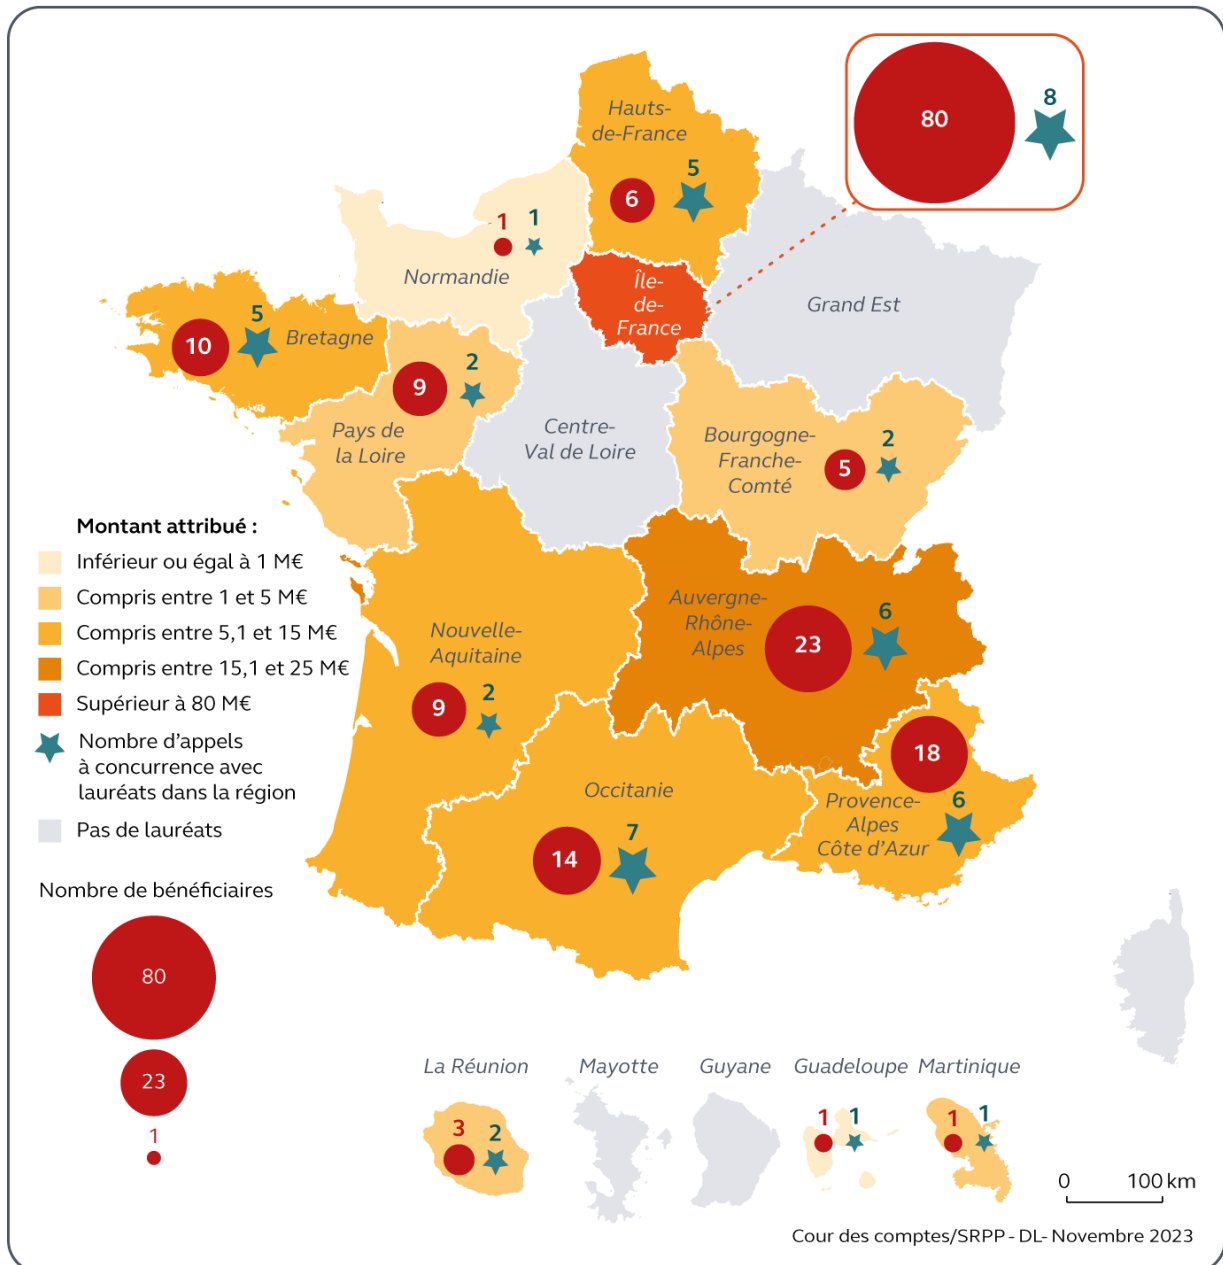 80
8
Hauts-
de-France
5
6
1
1
Normandie
Île-
de-
France
Grand Est
5
10
Bretagne
2
9
Pays de
la Loire
Centre-
Val de Loire
Bourgogne-
Franche-
Comté
2
5
Montant attribué :
Inférieur ou égal à 1 M€
Compris entre 1 et 5 M€
Compris entre 5,1 et 15 M€
Compris entre 15,1 et 25 M€
Supérieur à 80 M€
Nombre d'appels
à concurrence avec
lauréats dans la région
Pas de lauréats
Auvergne-
Rhône-
Alpes
6
23
Nouvelle-
Aquitaine
2
9
18
Provence-
Alpes
Côte d'Azur
6
Occitanie
7
14
Nombre de bénéficiaires
80
23
1
La Réunion
3
2
Mayotte
Guyane
Guadeloupe
1
1
Martinique
1
1
0 100 km
Cour des comptes/SRPP - DL- Novembre 2023